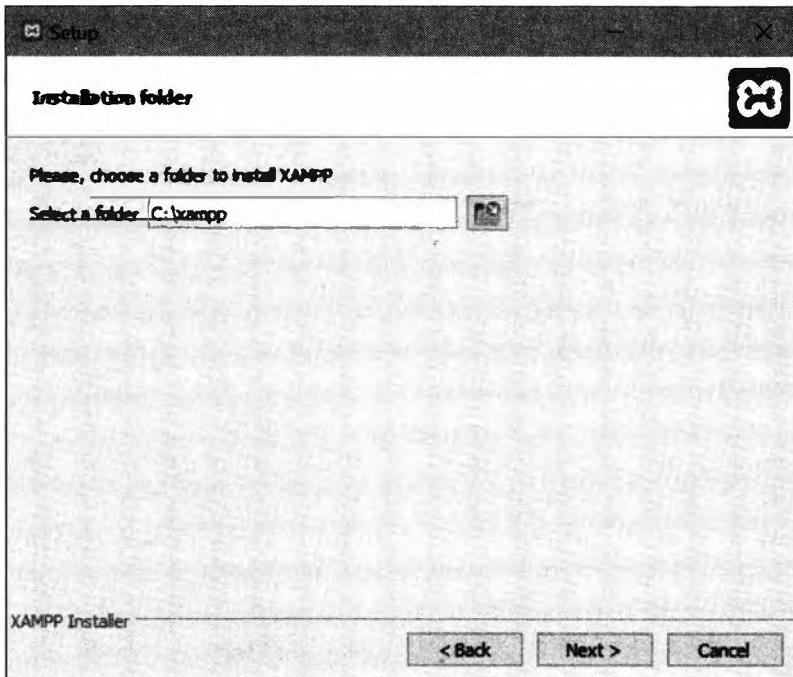 Setup
Installation folder
Please, choose a folder to install XAMPP
Select a folder C:\xampp
XAMPP Installer
< Back Next > Cancel